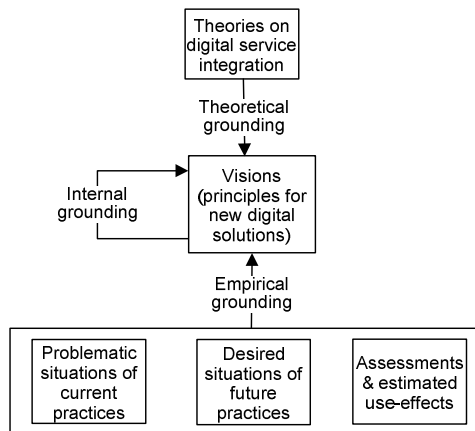 Theories on
digital service
integration
Theoretical
grounding
Visions
(principles for
new digital
solutions)
Internal
grounding
Empirical
grounding
Problematic
situations of
current
practices
Desired
situations of
future
practices
Assessments
& estimated
use-effects